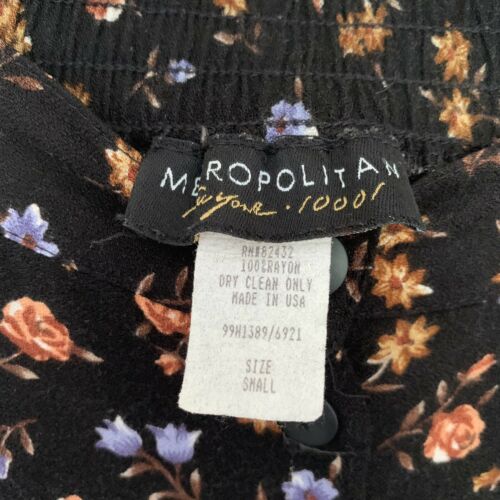 METROPOLITAN
New York · 10001
RN#82432
100%RAYON
DRY CLEAN ONLY
MADE IN USA
99H1389/6921
SIZE
SMALL